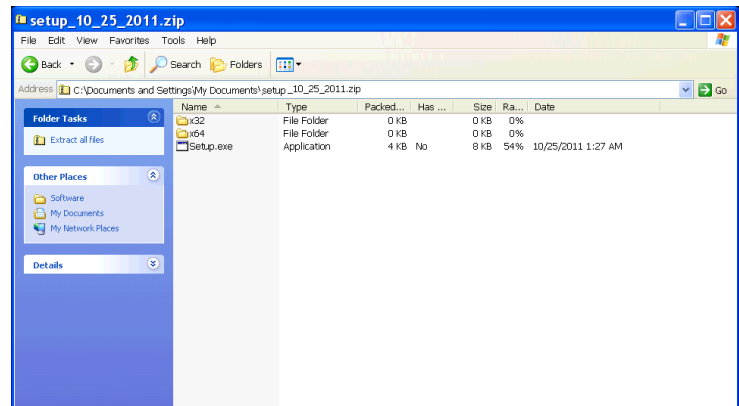 setup_10_25_2011.zip
File Edit View Favorites Tools Help
Back Search Folders
Address C:\Documents and Settings\My Documents\setup_10_25_2011.zip Go
Name Type Packed... Has ... Size Ra... Date
x32 File Folder 0 KB 0 KB 0%
x64 File Folder 0 KB 0 KB 0%
Setup.exe Application 4 KB No 8 KB 54% 10/25/2011 1:27 AM
Folder Tasks
Extract all files
Other Places
Software
My Documents
My Network Places
Details